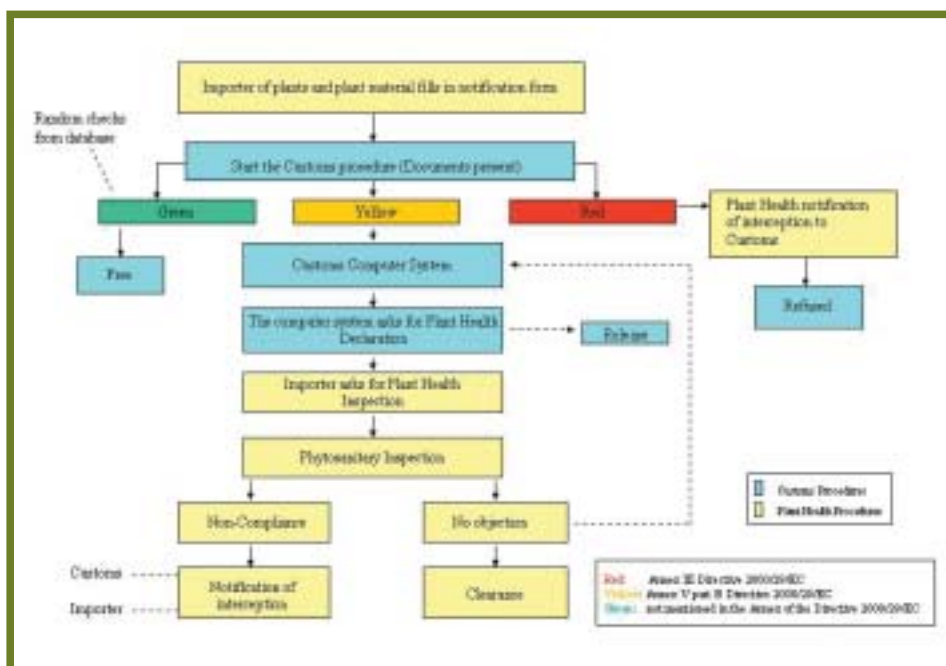 Importer of plants and plant material fills in notification form
Random checks
from database
Start the Customs procedure (Documents present)
Green
Yellow
Red
Plant Health notification
of interception to
Customs
Free
Customs Computer System
Refused
The computer system asks for Plant Health
Declaration
Release
Importer asks for Plant Health
Inspection
Phytosanitary Inspection
Non-Compliance
No objection
Customs Procedures
Plant Health Procedures
Customs
Importer
Notification of
interception
Clearance
Red: Annex III Directive 2000/29/EC
Yellow: Annex V part B Directive 2000/29/EC
Green: not mentioned in the Annex of the Directive 2000/29/EC